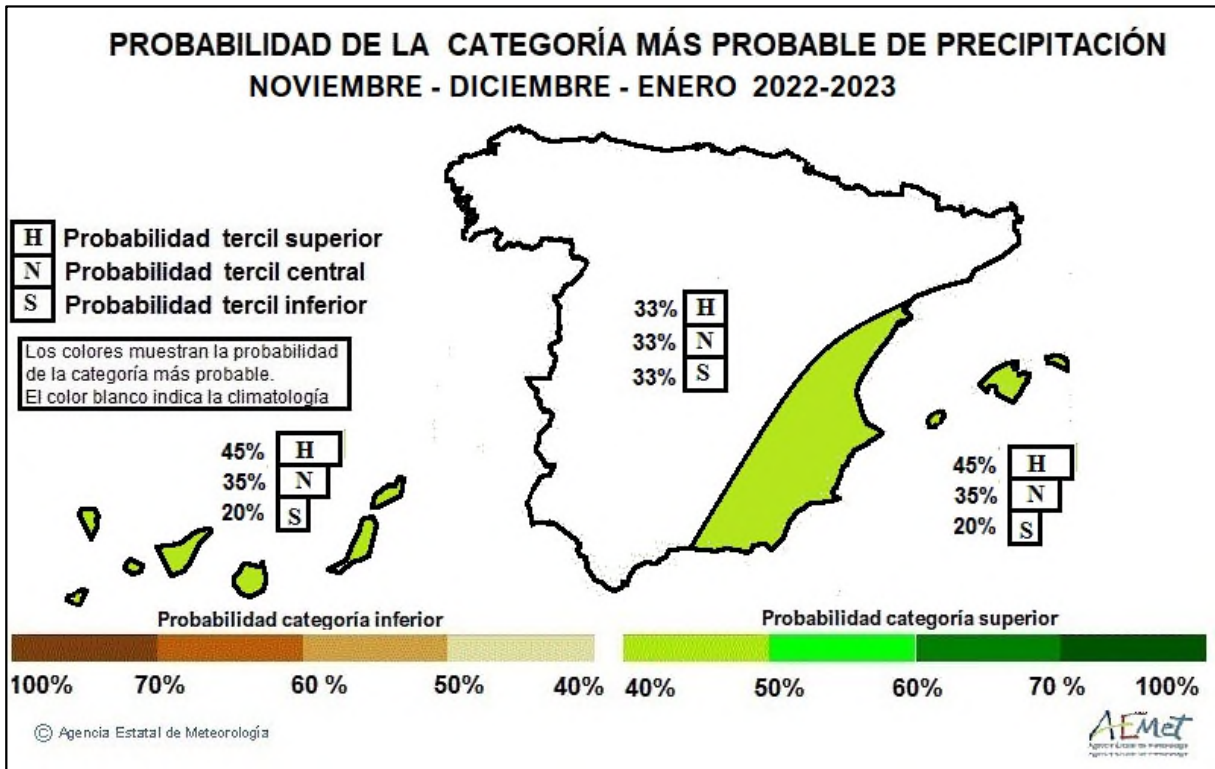 PROBABILIDAD DE LA CATEGORÍA MÁS PROBABLE DE PRECIPITACIÓN
NOVIEMBRE - DICIEMBRE - ENERO 2022-2023
H Probabilidad tercil superior
N Probabilidad tercil central
S Probabilidad tercil inferior
Los colores muestran la probabilidad
de la categoría más probable.
El color blanco indica la climatología
33% H
33% N
33% S
45% H
35% N
20% S
45% H
35% N
20% S
Probabilidad categoría inferior
100% 70% 60 % 50% 40%
Probabilidad categoría superior
40% 50% 60% 70 % 100%
© Agencia Estatal de Meteorología
AEMet